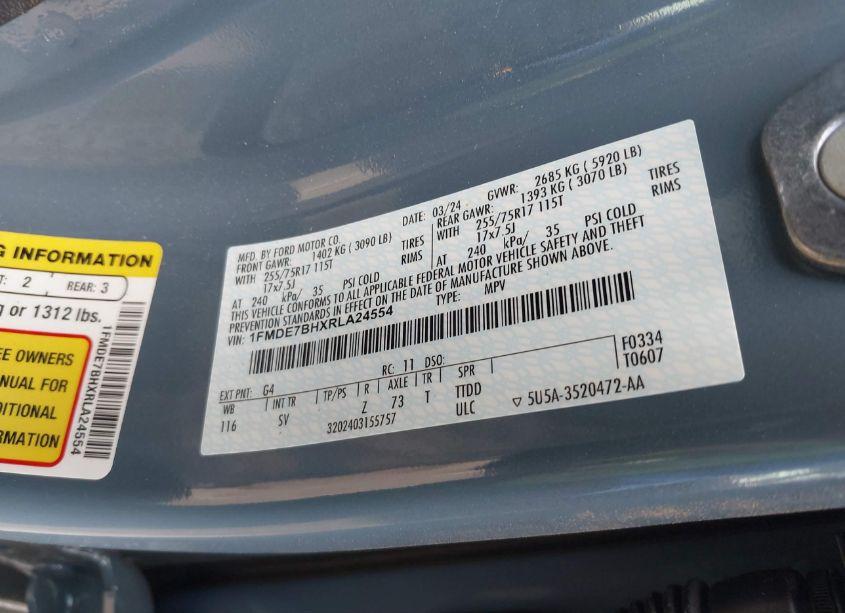 G INFORMATION
T: 2 REAR: 3
g or 1312 lbs.
EE OWNERS
ANUAL FOR
DITIONAL
ORMATION
1FMDE7BHXRLA24554
MFD. BY FORD MOTOR CO.
DATE: 03/24 GVWR: 2685 KG ( 5920 LB)
FRONT GAWR: 1402 KG ( 3090 LB) REAR GAWR: 1393 KG ( 3070 LB)
WITH 255/75R17 115T TIRES WITH 255/75R17 115T TIRES
17x7.5J RIMS 17x7.5J RIMS
AT 240 kPa/ 35 PSI COLD AT 240 kPa/ 35 PSI COLD
THIS VEHICLE CONFORMS TO ALL APPLICABLE FEDERAL MOTOR VEHICLE SAFETY AND THEFT
PREVENTION STANDARDS IN EFFECT ON THE DATE OF MANUFACTURE SHOWN ABOVE.
VIN: 1FMDE7BHXRLA24554 TYPE: MPV
F0334
T0607
EXT PNT: G4 RC: 11 DSO:
WB INT TR TP/PS R AXLE TR SPR
116 SV Z 73 T TTDD
3202403155757 ULC
▽ 5U5A-3520472-AA